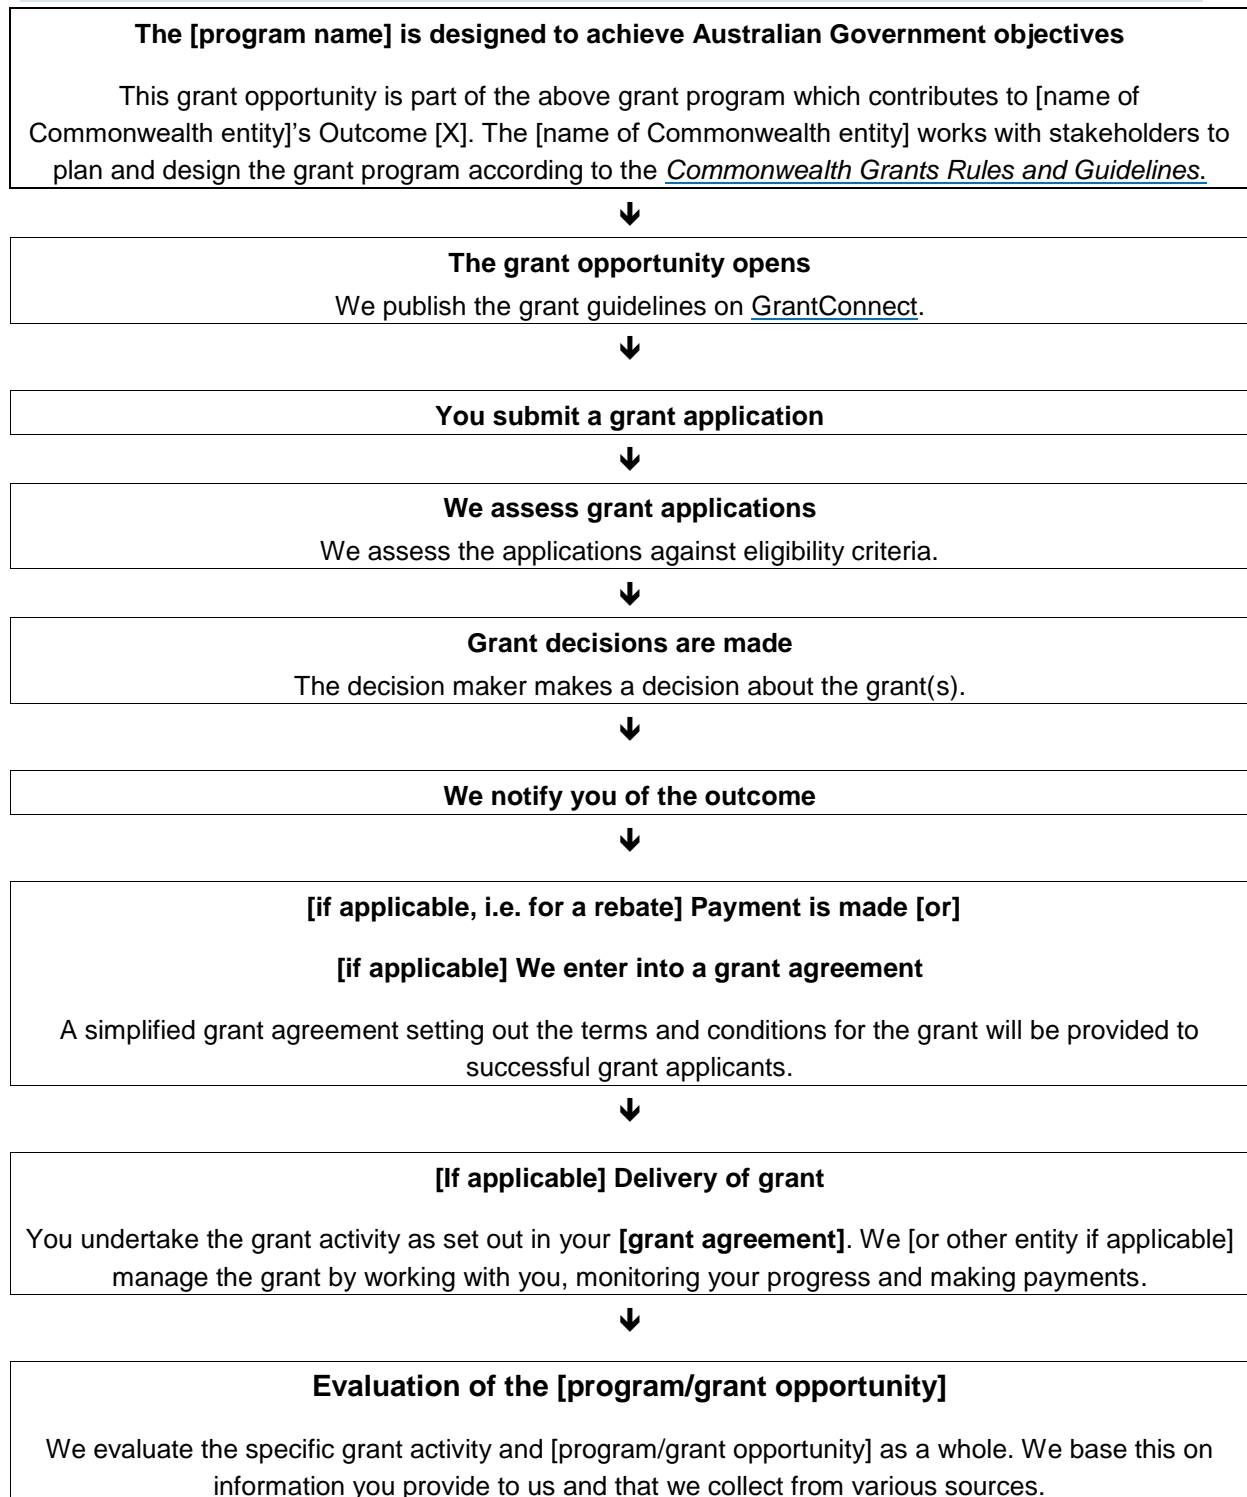 The [program name] is designed to achieve Australian Government objectives
This grant opportunity is part of the above grant program which contributes to [name of
Commonwealth entity]’s Outcome [X]. The [name of Commonwealth entity] works with stakeholders to
plan and design the grant program according to the Commonwealth Grants Rules and Guidelines.
The grant opportunity opens
We publish the grant guidelines on GrantConnect.
You submit a grant application
We assess grant applications
We assess the applications against eligibility criteria.
Grant decisions are made
The decision maker makes a decision about the grant(s).
We notify you of the outcome
[if applicable, i.e. for a rebate] Payment is made [or]
[if applicable] We enter into a grant agreement
A simplified grant agreement setting out the terms and conditions for the grant will be provided to
successful grant applicants.
[If applicable] Delivery of grant
You undertake the grant activity as set out in your [grant agreement]. We [or other entity if applicable]
manage the grant by working with you, monitoring your progress and making payments.
Evaluation of the [program/grant opportunity]
We evaluate the specific grant activity and [program/grant opportunity] as a whole. We base this on
information you provide to us and that we collect from various sources.